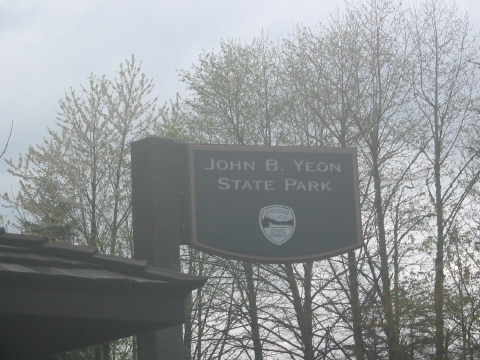 John B. Yeon
State Park